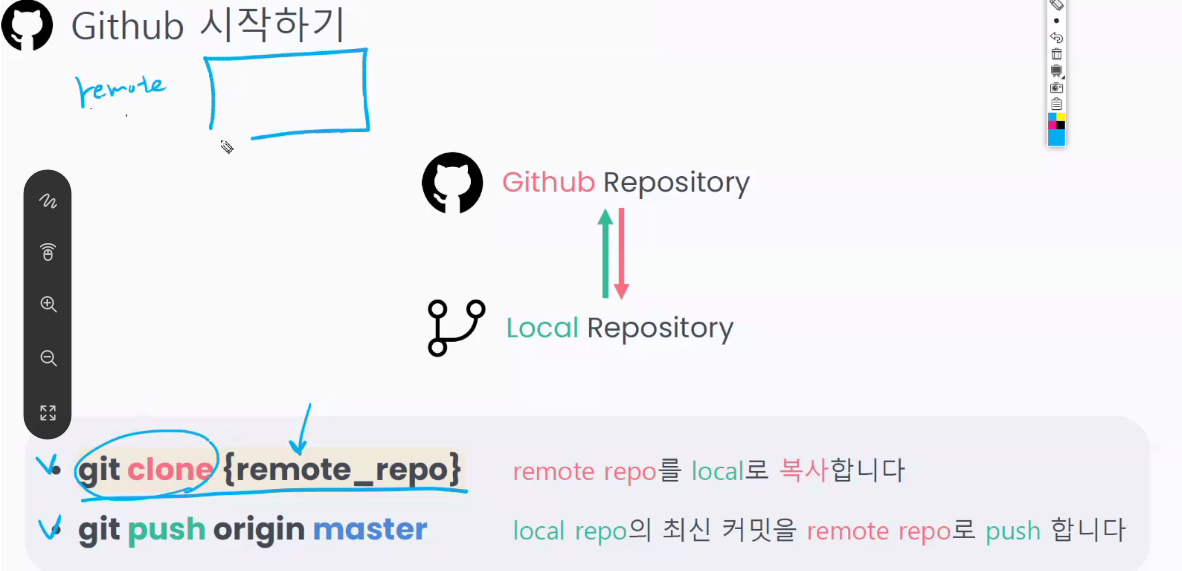 Github 시작하기
remote
Github Repository
Local Repository
git clone {remote_repo} remote repo를 local로 복사합니다
git push origin master local repo의 최신 커밋을 remote repo로 push 합니다